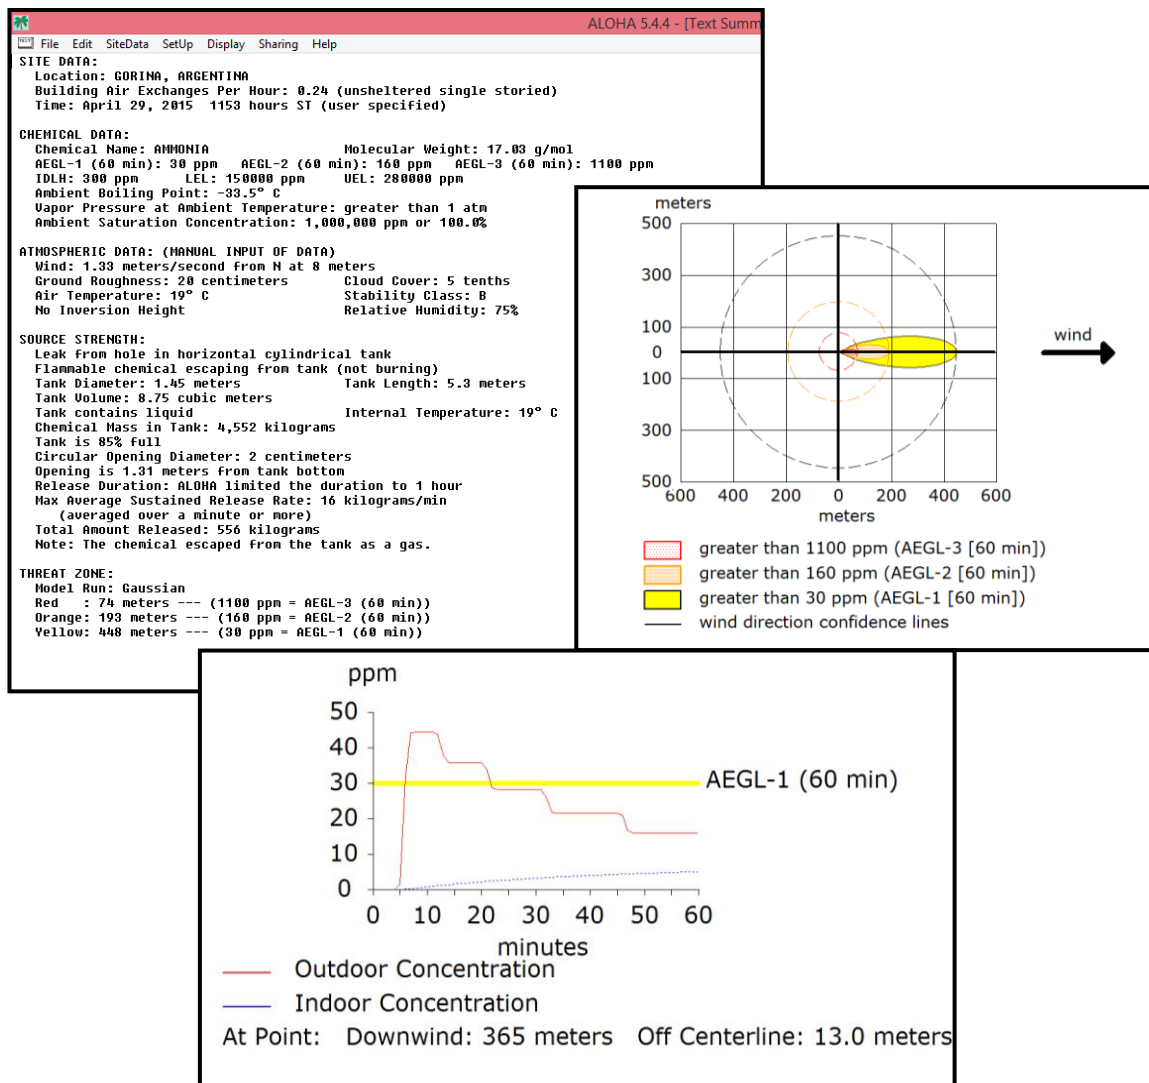 ALOHA 5.4.4 - [Text Summ
File Edit SiteData SetUp Display Sharing Help
SITE DATA:
Location: GORINA, ARGENTINA
Building Air Exchanges Per Hour: 0.24 (unsheltered single storied)
Time: April 29, 2015 1153 hours ST (user specified)
CHEMICAL DATA:
Chemical Name: AMMONIA Molecular Weight: 17.03 g/mol
AEGL-1 (60 min): 30 ppm AEGL-2 (60 min): 160 ppm AEGL-3 (60 min): 1100 ppm
IDLH: 300 ppm LEL: 150000 ppm UEL: 280000 ppm
Ambient Boiling Point: -33.5° C
Vapor Pressure at Ambient Temperature: greater than 1 atm
Ambient Saturation Concentration: 1,000,000 ppm or 100.0%
ATMOSPHERIC DATA: (MANUAL INPUT OF DATA)
Wind: 1.33 meters/second from N at 8 meters
Ground Roughness: 20 centimeters Cloud Cover: 5 tenths
Air Temperature: 19° C Stability Class: B
No Inversion Height Relative Humidity: 75%
SOURCE STRENGTH:
Leak from hole in horizontal cylindrical tank
Flammable chemical escaping from tank (not burning)
Tank Diameter: 1.45 meters Tank Length: 5.3 meters
Tank Volume: 8.75 cubic meters
Tank contains liquid Internal Temperature: 19° C
Chemical Mass in Tank: 4,552 kilograms
Tank is 85% full
Circular Opening Diameter: 2 centimeters
Opening is 1.31 meters from tank bottom
Release Duration: ALOHA limited the duration to 1 hour
Max Average Sustained Release Rate: 16 kilograms/min
(averaged over a minute or more)
Total Amount Released: 556 kilograms
Note: The chemical escaped from the tank as a gas.
THREAT ZONE:
Model Run: Gaussian
Red : 74 meters --- (1100 ppm = AEGL-3 (60 min))
Orange: 193 meters --- (160 ppm = AEGL-2 (60 min))
Yellow: 448 meters --- (30 ppm = AEGL-1 (60 min))
meters
500
300
100
0
100
300
500
600 400 200 0 200 400 600
meters
wind
greater than 1100 ppm (AEGL-3 [60 min])
greater than 160 ppm (AEGL-2 [60 min])
greater than 30 ppm (AEGL-1 [60 min])
wind direction confidence lines
ppm
50
40
30
20
10
0
AEGL-1 (60 min)
0 10 20 30 40 50 60
minutes
Outdoor Concentration
Indoor Concentration
At Point: Downwind: 365 meters Off Centerline: 13.0 meters